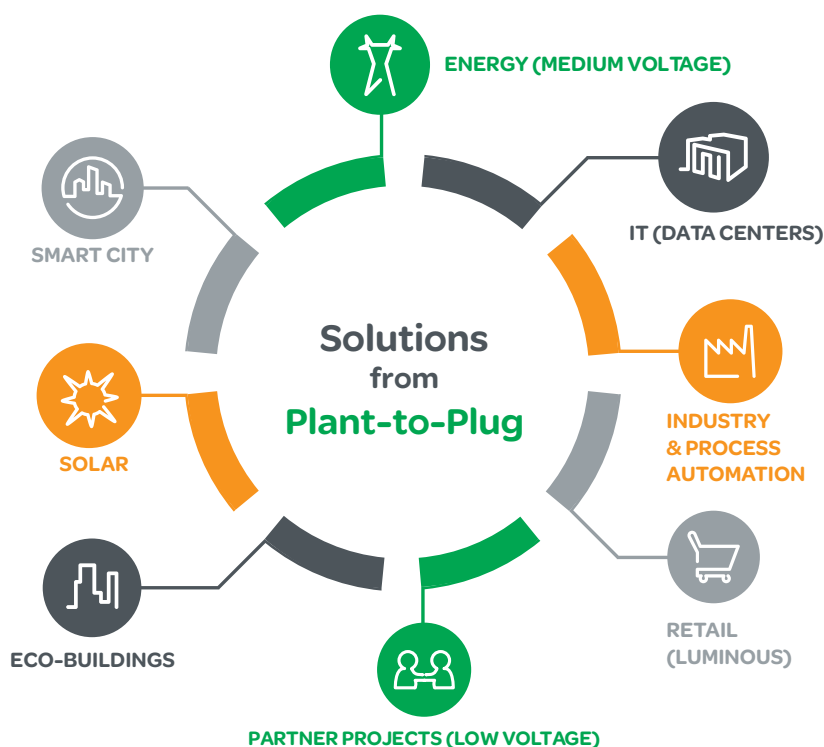 ENERGY (MEDIUM VOLTAGE)
IT (DATA CENTERS)
SMART CITY
Solutions
from
Plant-to-Plug
INDUSTRY
& PROCESS
AUTOMATION
SOLAR
RETAIL
(LUMINOUS)
ECO-BUILDINGS
PARTNER PROJECTS (LOW VOLTAGE)